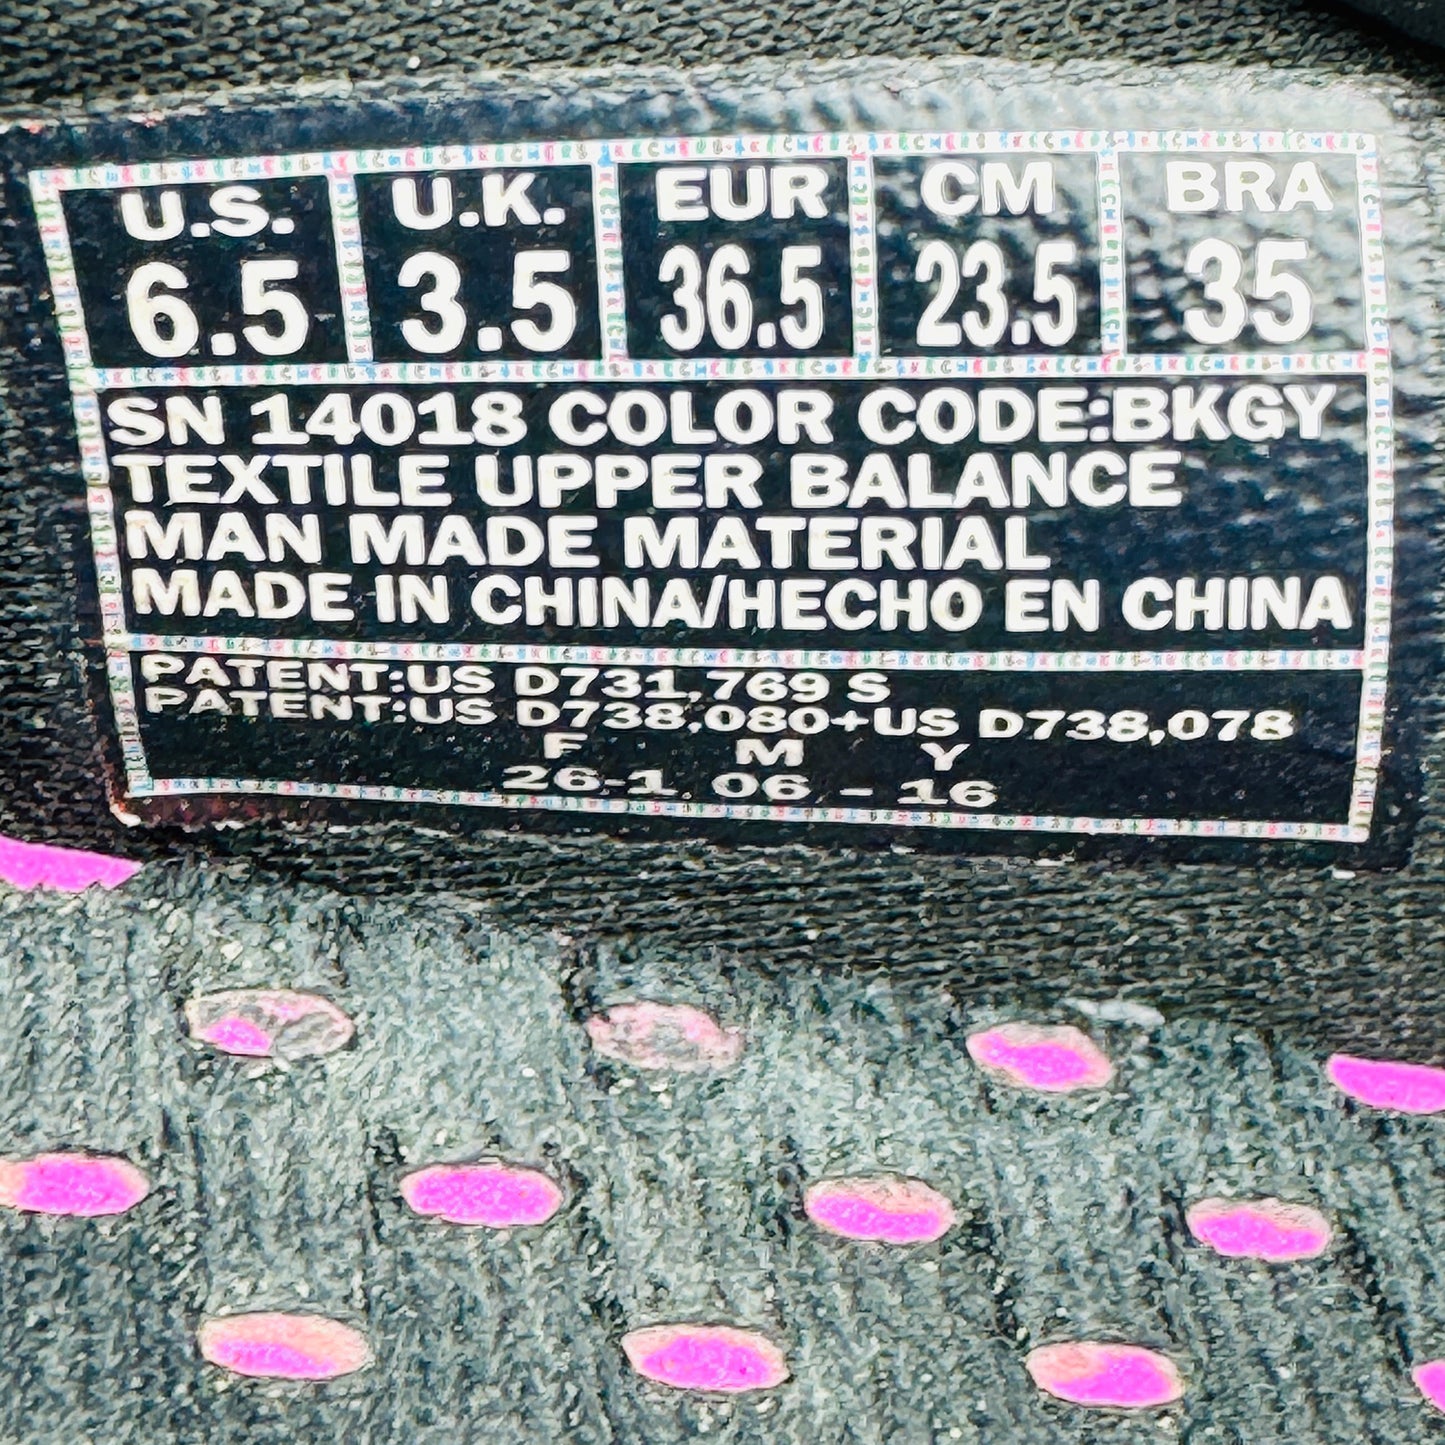 U.S. U.K. EUR CM BRA
6.5 3.5 36.5 23.5 35
SN 14018 COLOR CODE:BKGY
TEXTILE UPPER BALANCE
MAN MADE MATERIAL
MADE IN CHINA/HECHO EN CHINA
PATENT:US D731,769 S
PATENT:US D738,080+US D738,078
F M Y
26-1 06 - 16